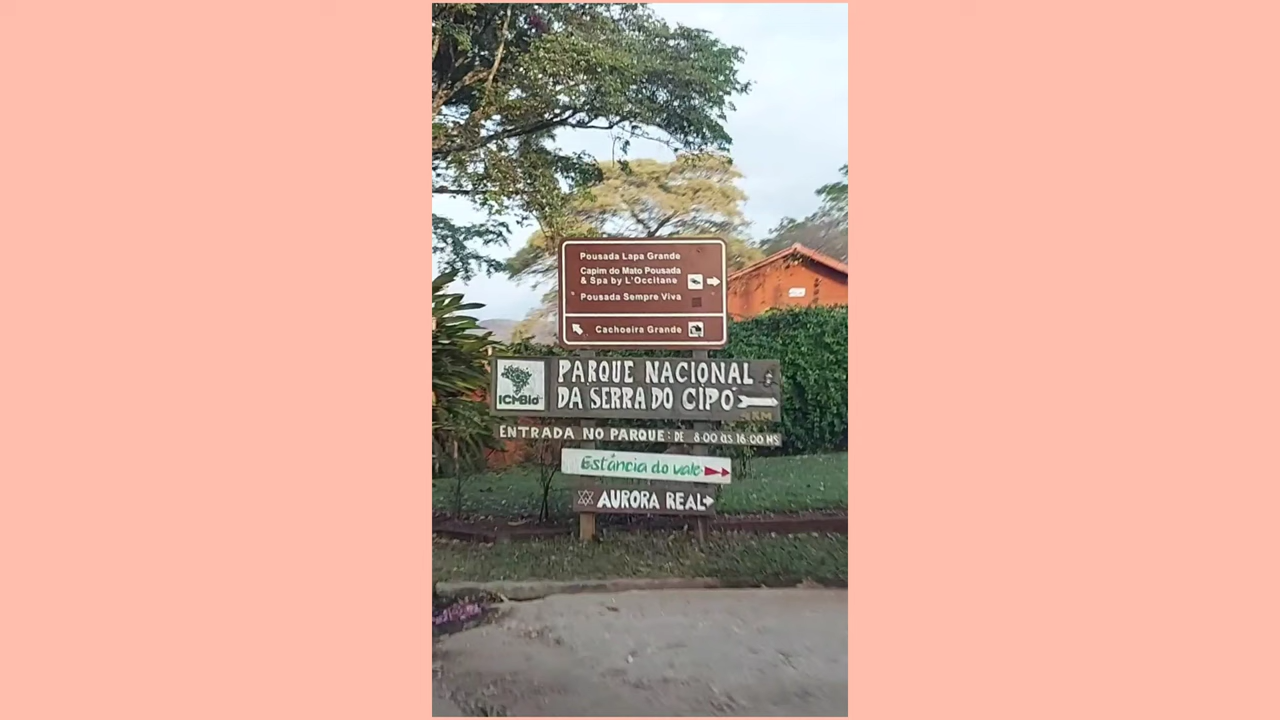 Pousada Lapa Grande
Capim do Mato Pousada
& Spa by L'Occitane
Pousada Sempre Viva
Cachoeira Grande
PARQUE NACIONAL
DA SERRA DO CIPÓ
ICMBio
KM
ENTRADA NO PARQUE: DE 8:00 às 16:00 HS
Estância do vale
AURORA REAL